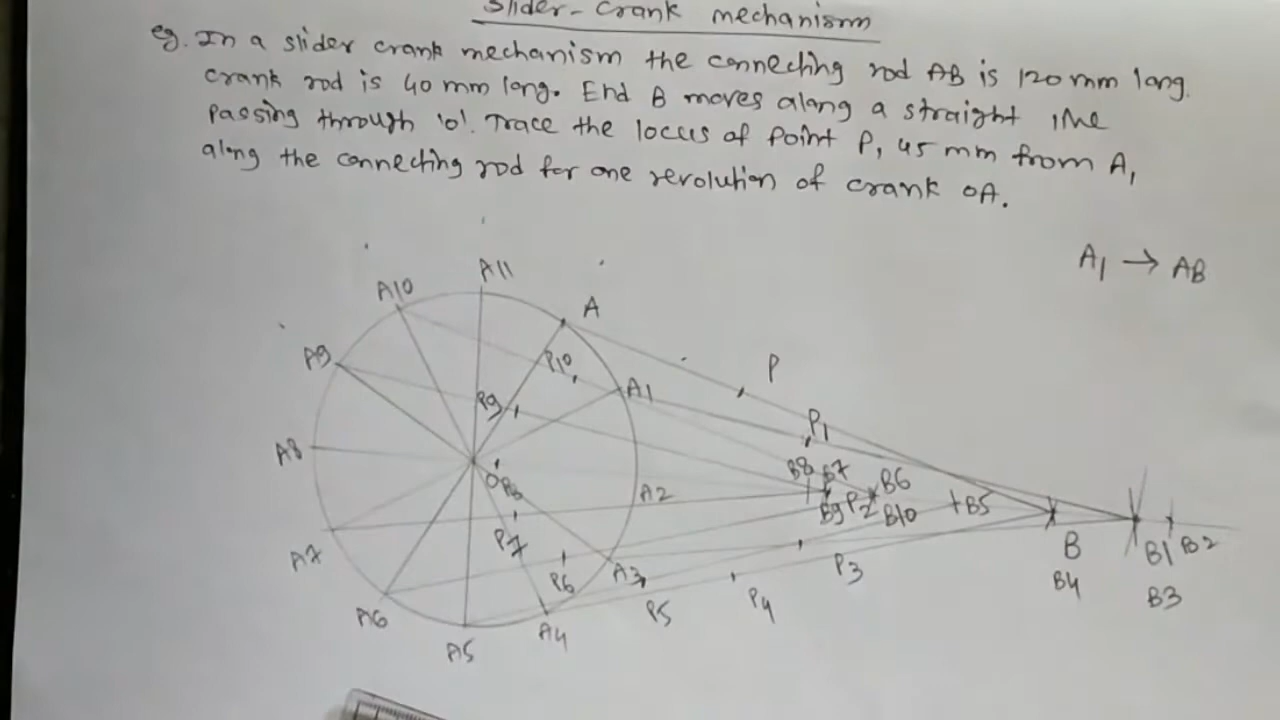 Slider-Crank mechanism
eg. In a slider crank mechanism the connecting rod AB is 120mm long.
crank rod is 40 mm long. End B moves along a straight line
Passing through 'o'. Trace the locus of point P, 45 mm from A,
along the connecting rod for one revolution of crank OA.
A1 → AB
A11
A10
A
P
A9
P10
A1
P9
P1
A8
B8 B7
B6
O P8
A2
B9 P2 B10
B5
P7
A7
P6
A3
P3
B
B1 B2
B4
B3
P5
P4
A6
A5
A4